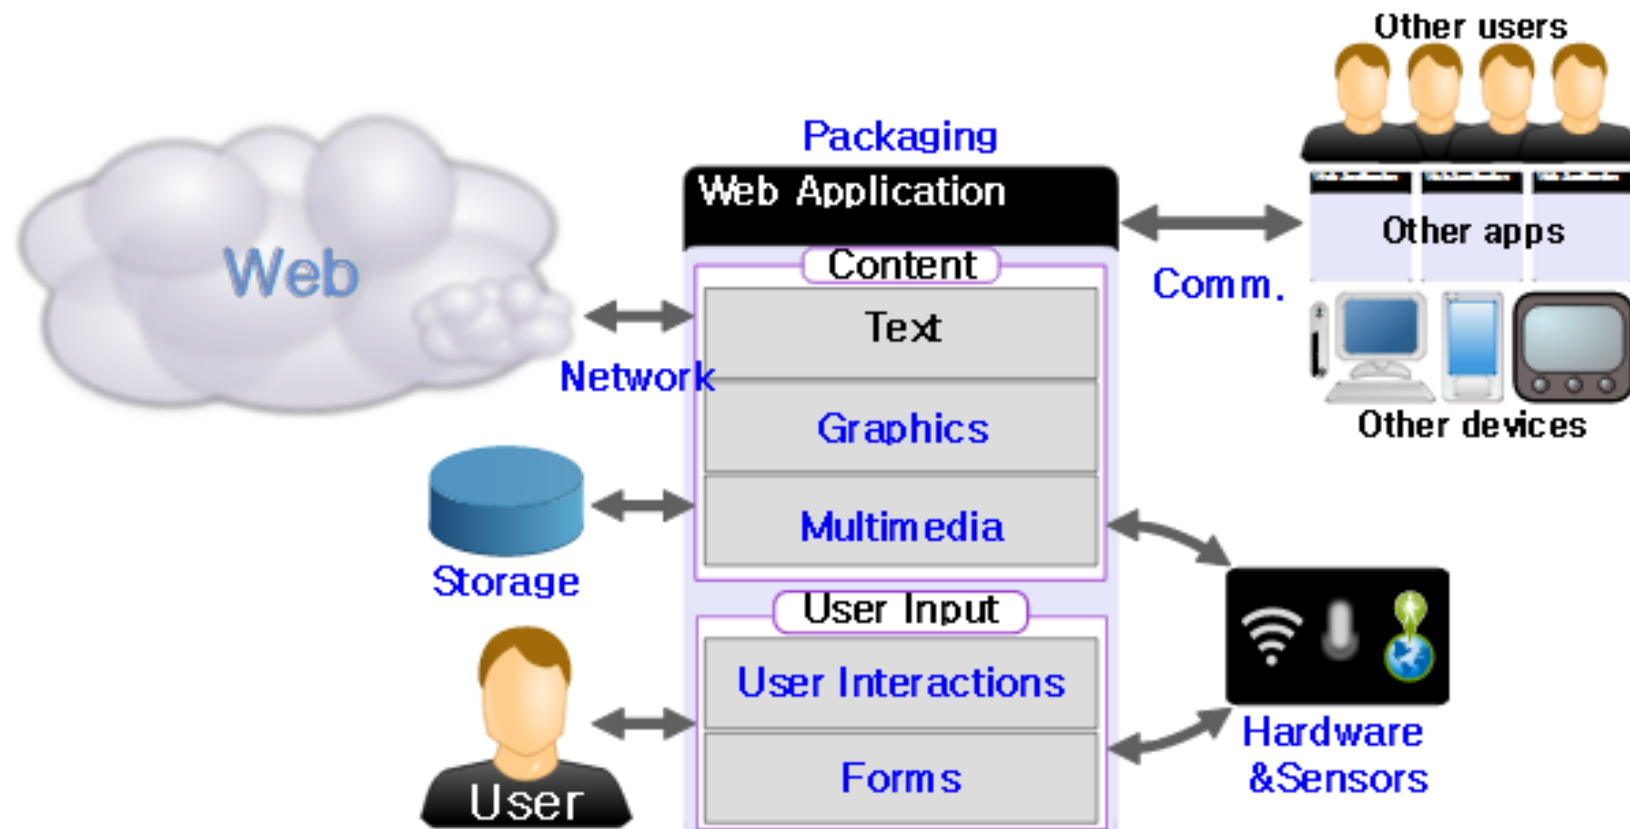 Other users
Packaging
Web Application
Other apps
Content
Web
Comm.
Text
Network
Graphics
Other devices
Multimedia
Storage
User Input
User Interactions
Hardware
&Sensors
Forms
User